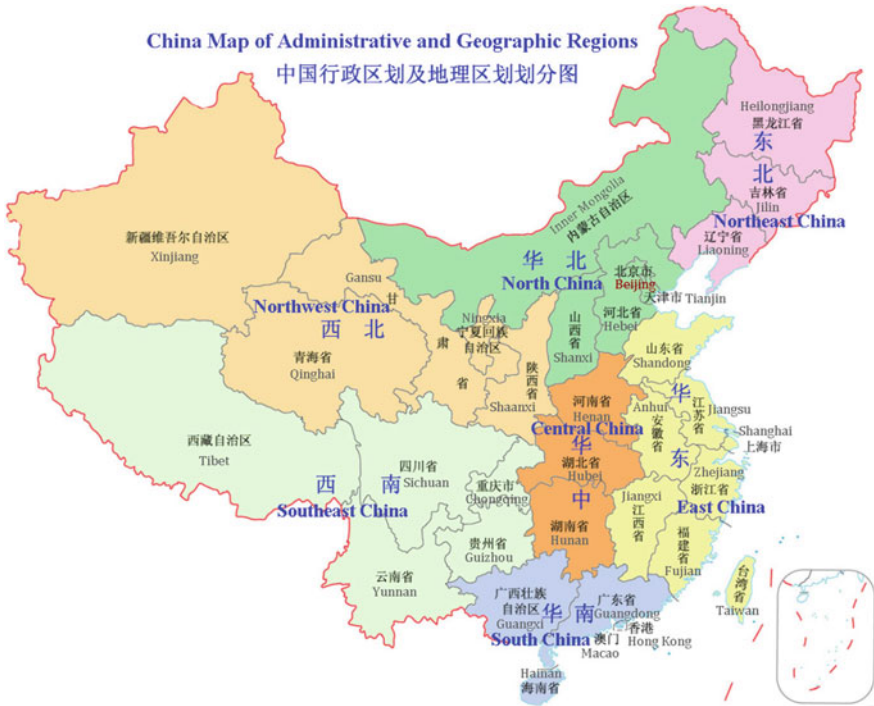 China Map of Administrative and Geographic Regions
中国行政区划及地理区划划分图
Heilongjiang
黑龙江省
东
北
吉林省
Jilin
Northeast China
辽宁省
Liaoning
Inner Mongolla
内蒙古自治区
华 北
North China
北京市
Beijing
天津市 Tianjin
河北省
Hebei
山西省
Shanxi
新疆维吾尔自治区
Xinjiang
Gansu
甘
肃
省
Northwest China
西 北
Ningxia
宁夏回族
自治区
青海省
Qinghai
陕西省
Shaanxi
山东省
Shandong
华
东
江苏省
Jiangsu
Anhui
安徽省
Shanghai
上海市
Zhejiang
浙江省
East China
Jiangxi
江西省
福建省
Fujian
台湾省
Taiwan
河南省
Henan
Central China
华
湖北省
Hubei
中
湖南省
Hunan
西藏自治区
Tibet
西 南
Southeast China
四川省
Sichuan
重庆市
Chongqing
贵州省
Guizhou
云南省
Yunnan
广西壮族
自治区
Guangxi
华 南
South China
广东省
Guangdong
香港
Hong Kong
澳门
Macao
Hainan
海南省